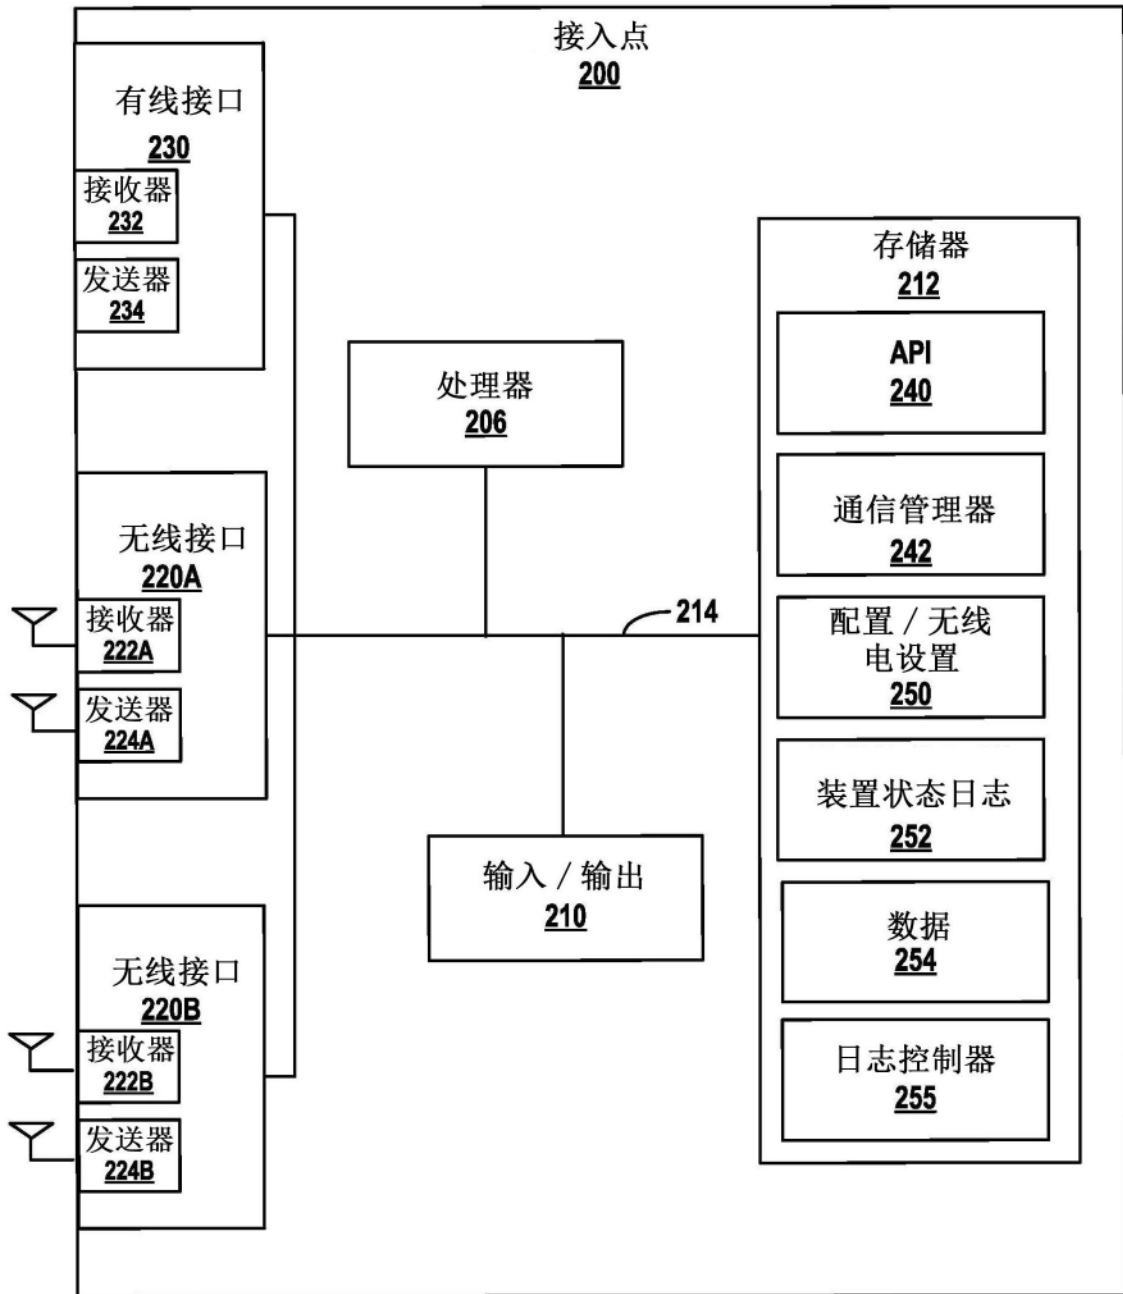 接入点
200
有线接口
230
接收器
232
发送器
234
无线接口
220A
接收器
222A
发送器
224A
无线接口
220B
接收器
222B
发送器
224B
处理器
206
214
输入 / 输出
210
存储器
212
API
240
通信管理器
242
配置 / 无线
电设置
250
装置状态日志
252
数据
254
日志控制器
255